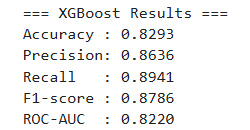 === XGBoost Results ===
Accuracy : 0.8293
Precision: 0.8636
Recall   : 0.8941
F1-score : 0.8786
ROC-AUC  : 0.8220